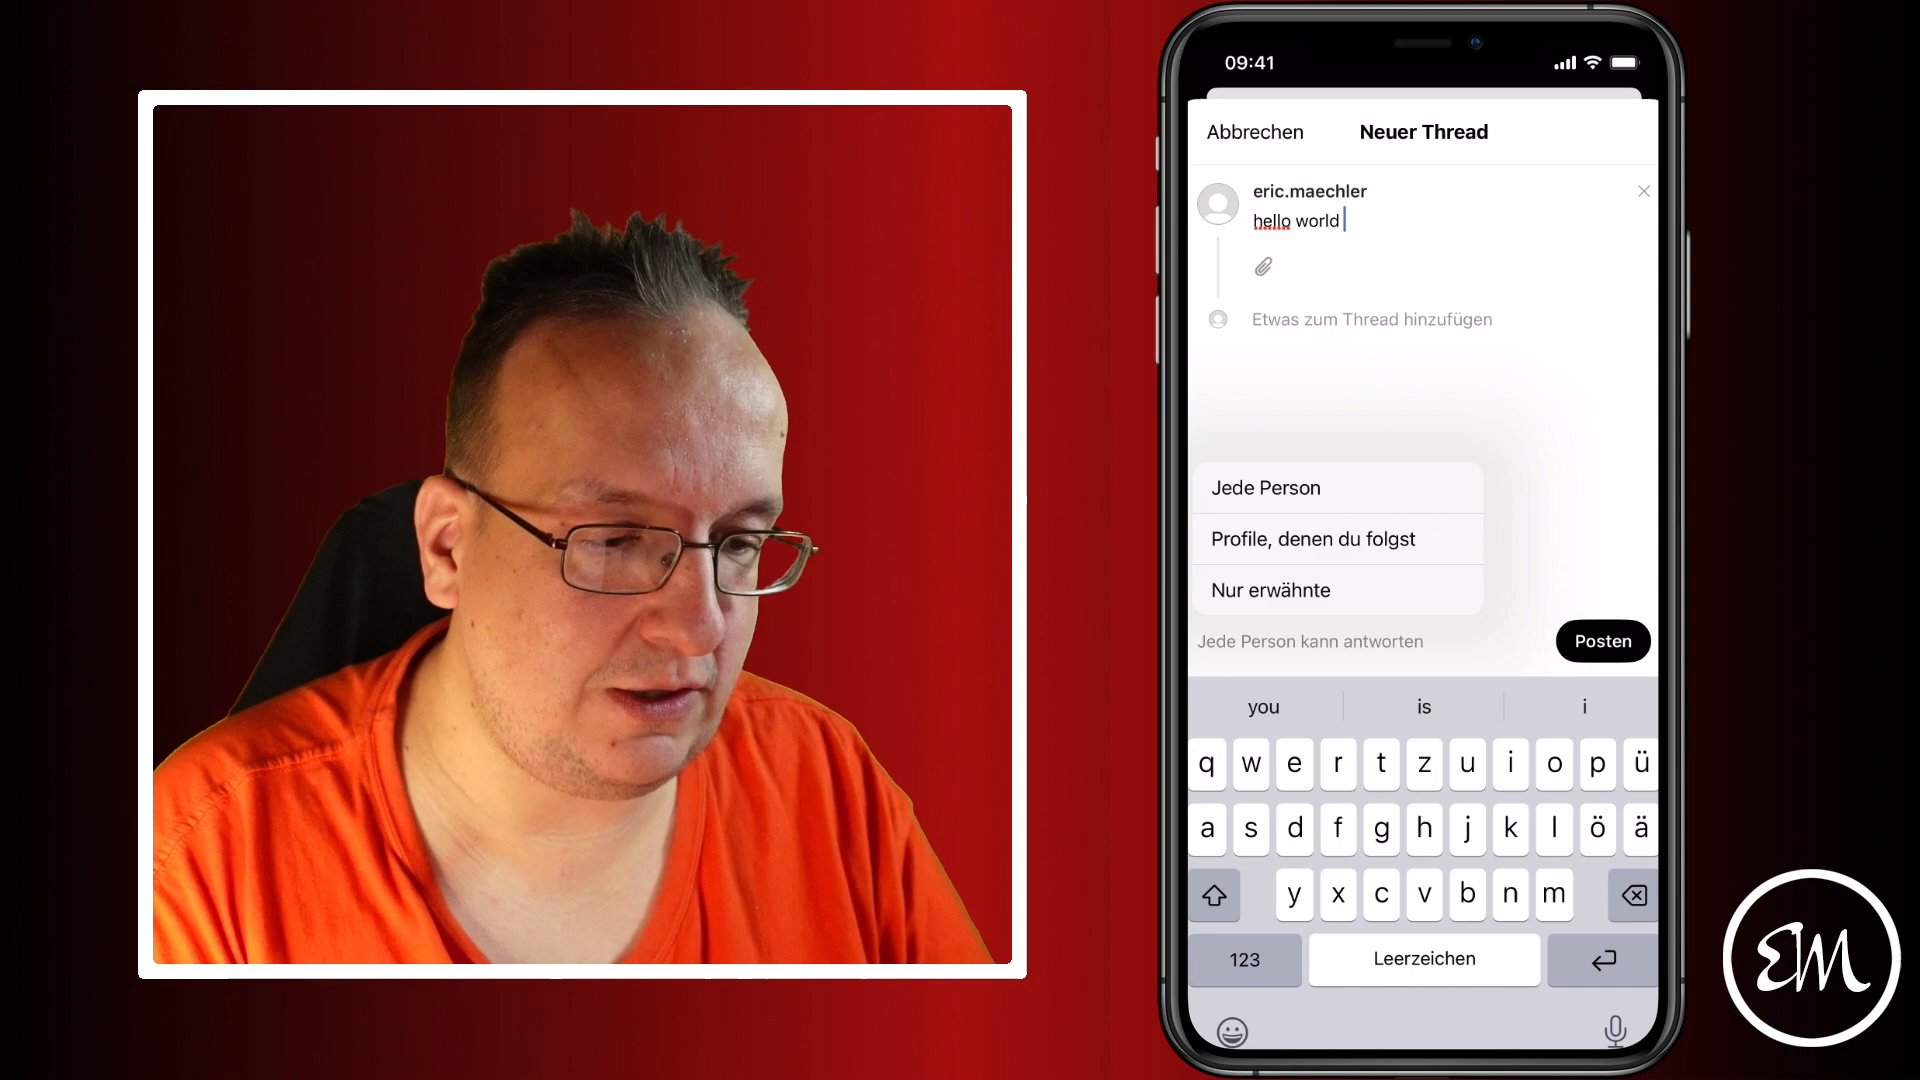 09:41
Abbrechen Neuer Thread
eric.maechler
hello world
Etwas zum Thread hinzufügen
Jede Person
Profile, denen du folgst
Nur erwähnte
Jede Person kann antworten Posten
you is i
q w e r t z u i o p ü
a s d f g h j k l ö ä
y x c v b n m
123 Leerzeichen
EM